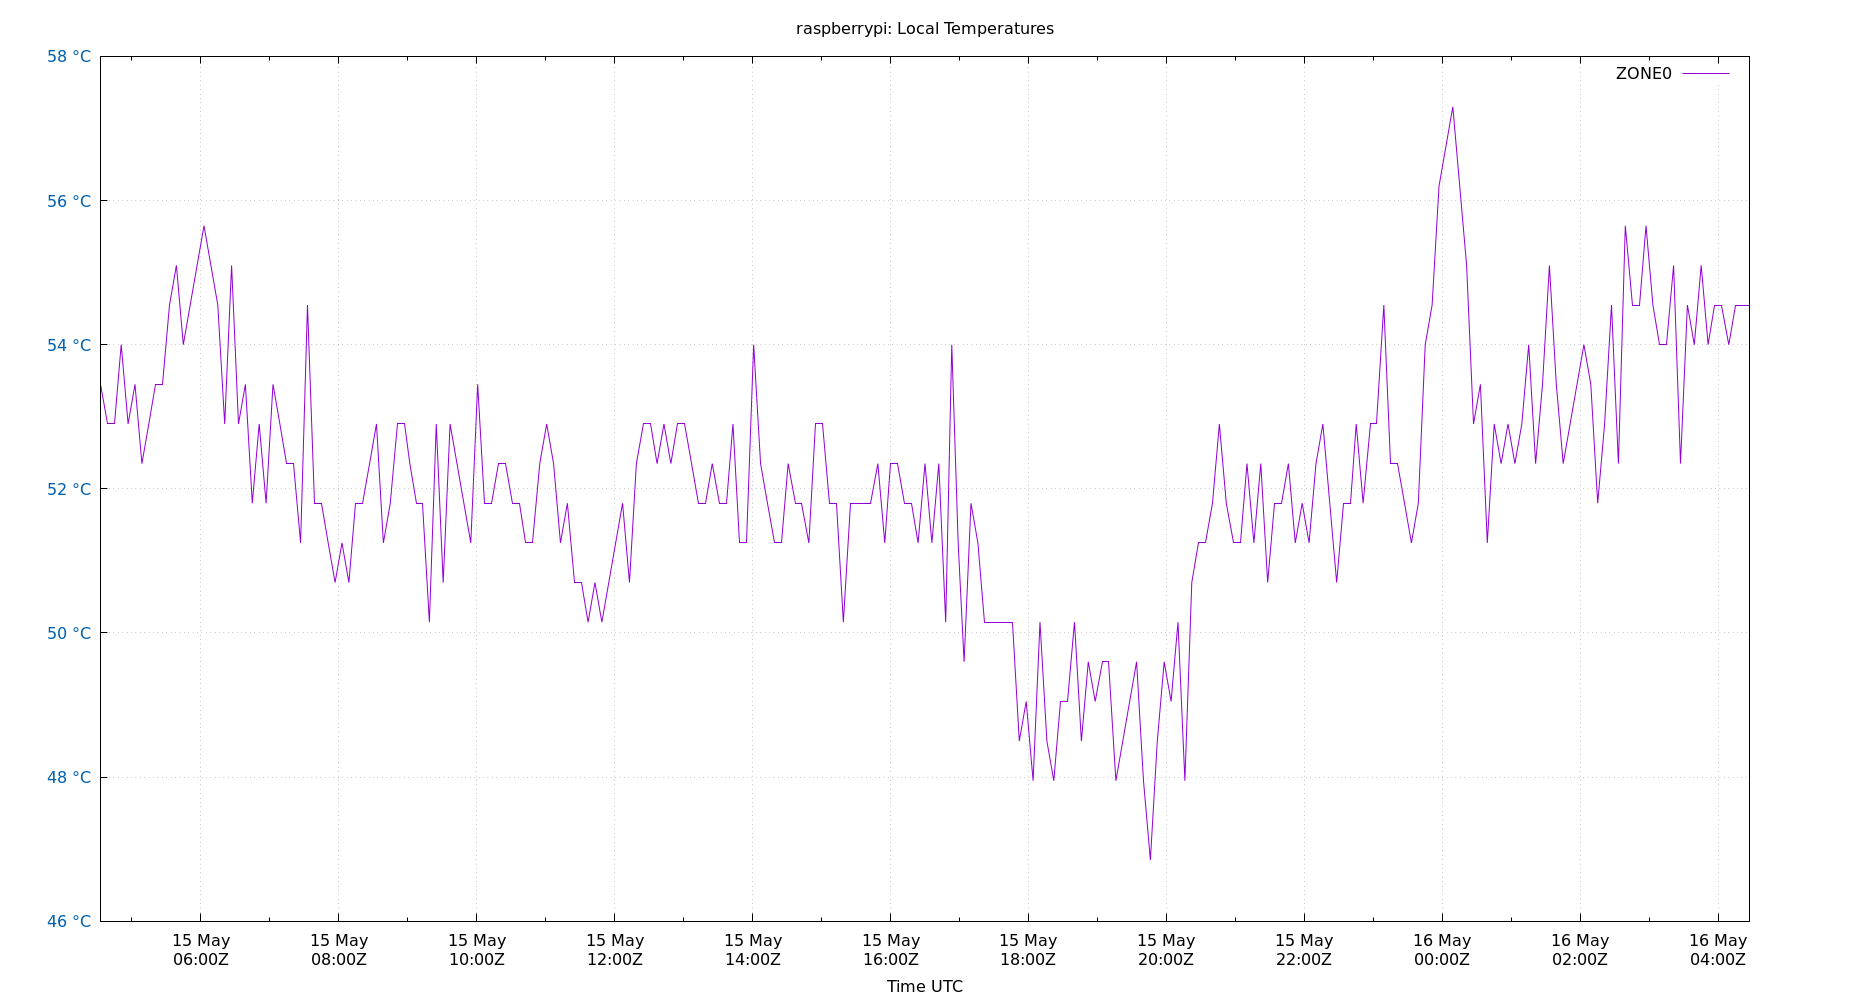 raspberrypi: Local Temperatures
ZONE0
58 °C
56 °C
54 °C
52 °C
50 °C
48 °C
46 °C
15 May 15 May 15 May 15 May 15 May 15 May 15 May 15 May 15 May 16 May 16 May 16 May
06:00Z 08:00Z 10:00Z 12:00Z 14:00Z 16:00Z 18:00Z 20:00Z 22:00Z 00:00Z 02:00Z 04:00Z
Time UTC